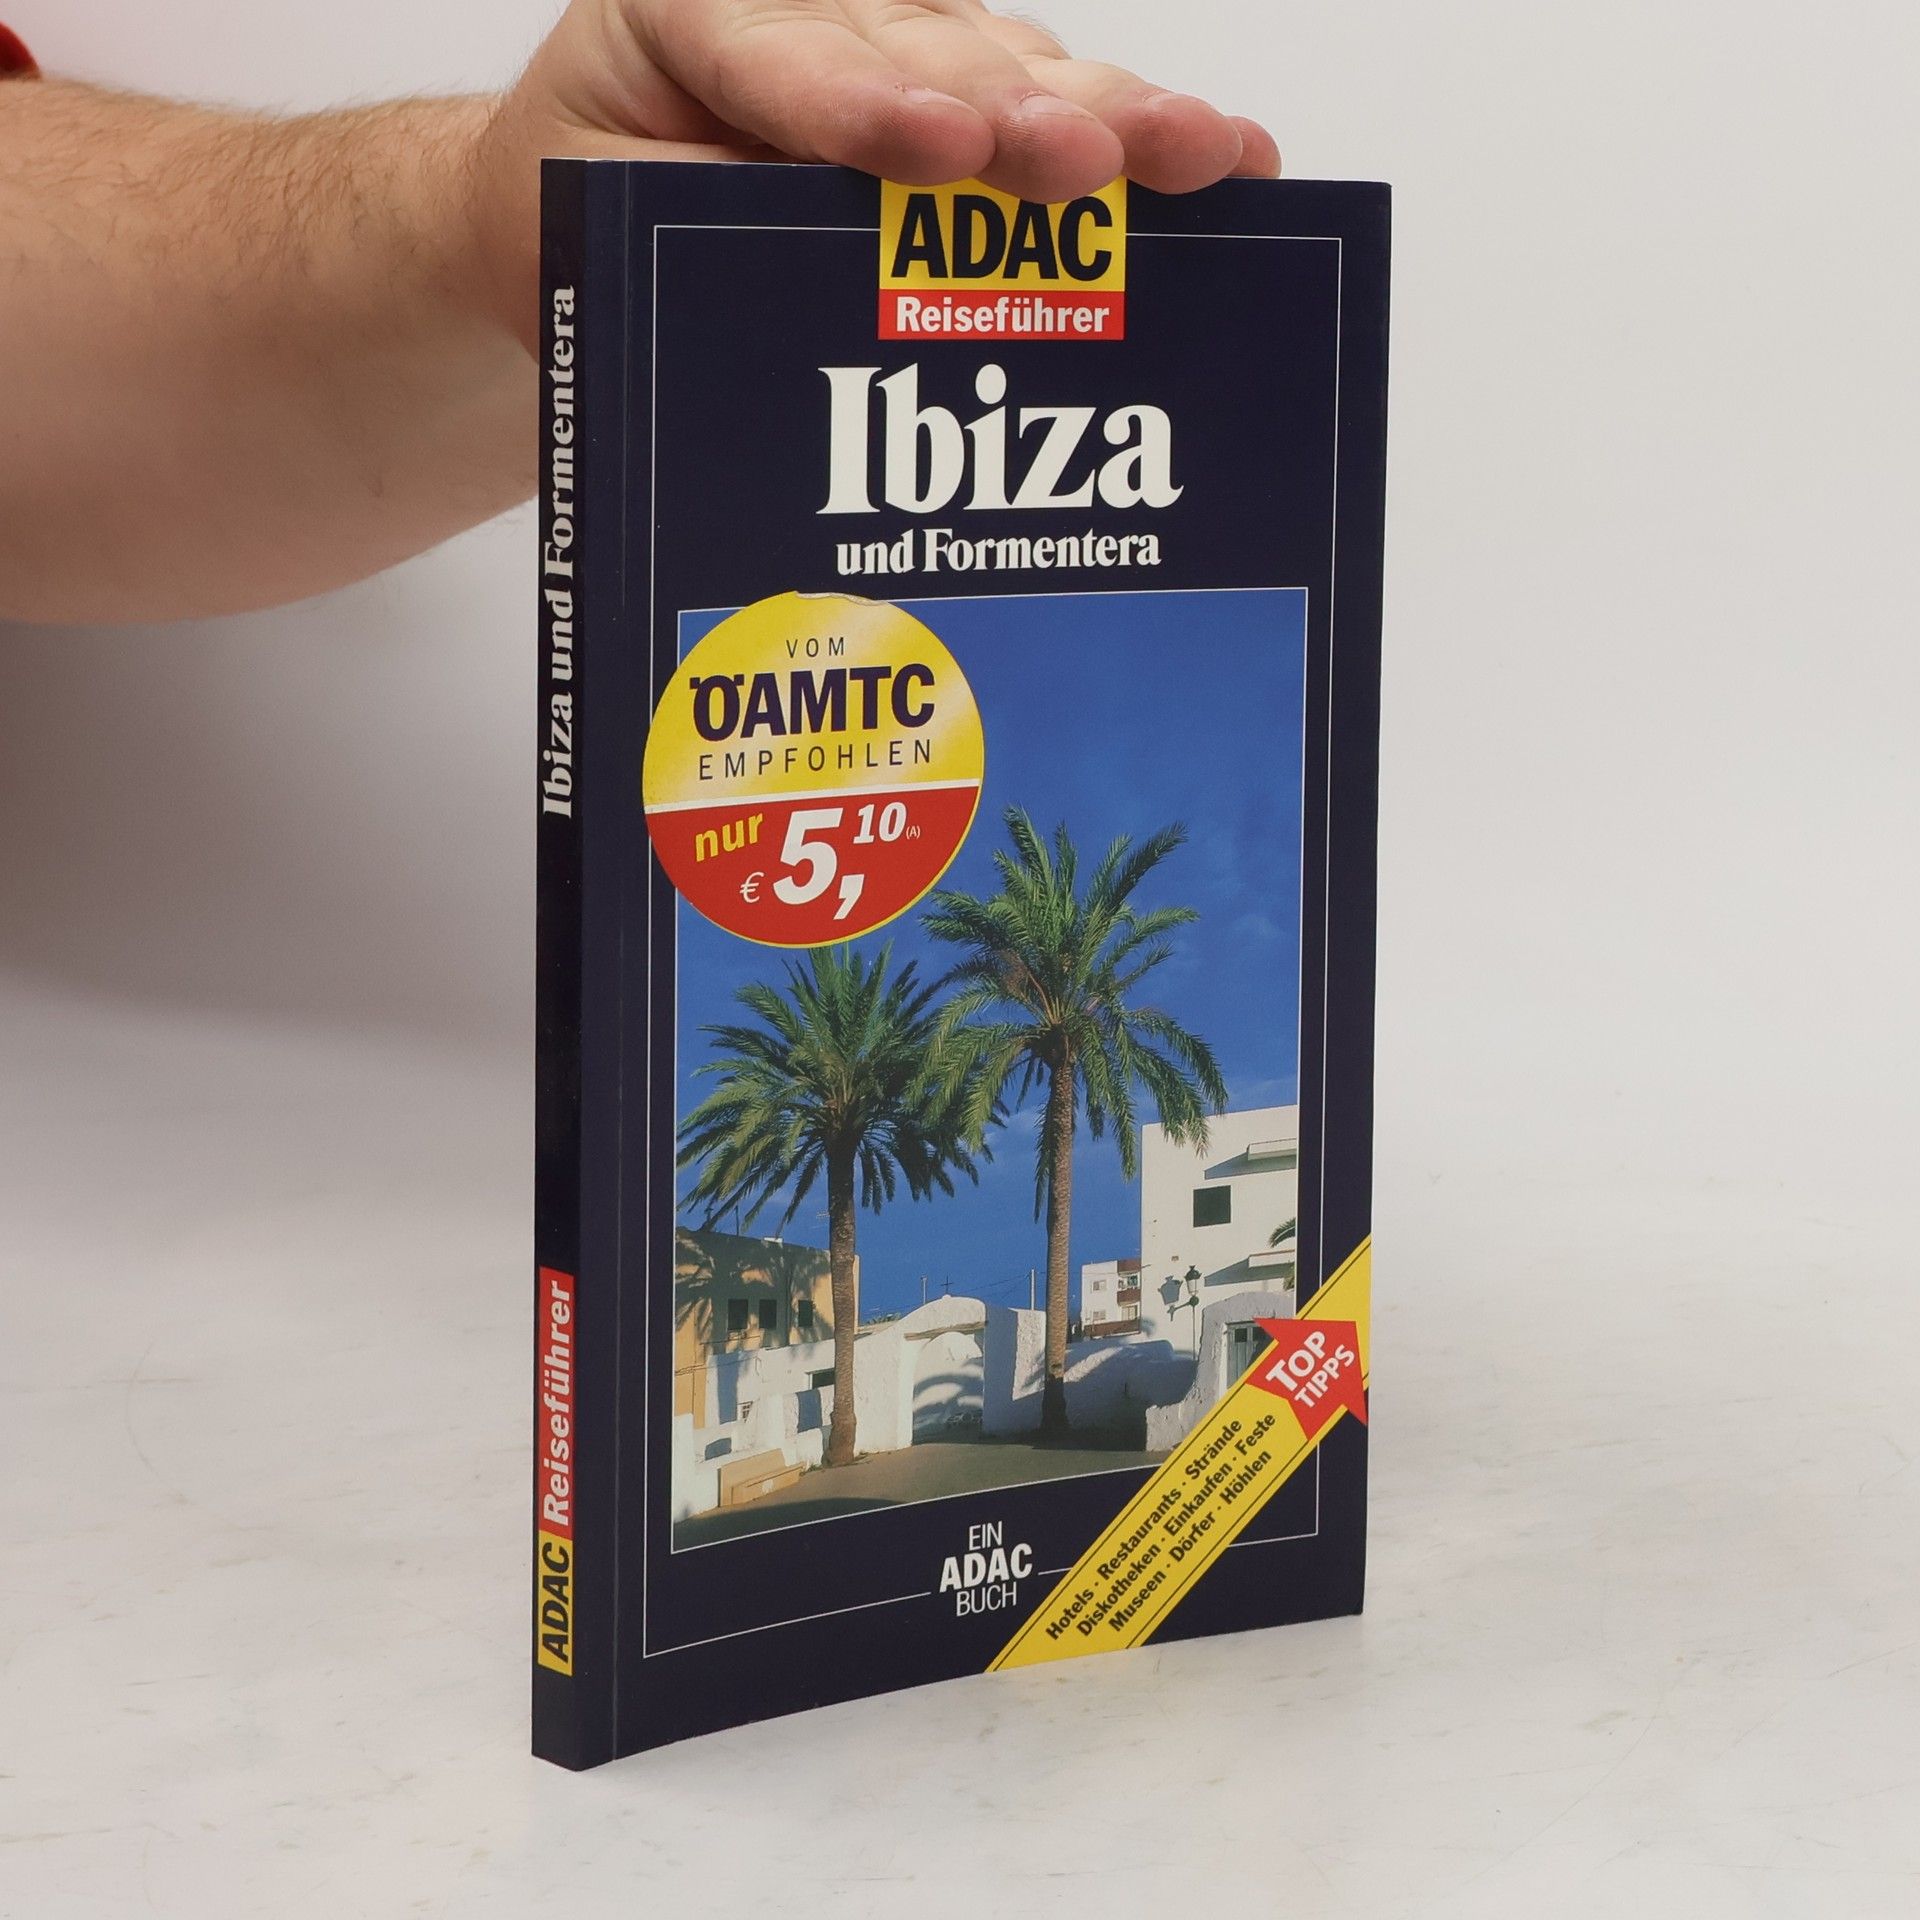 ADAC
Reiseführer
Ibiza
und Formentera
VOM
ÖAMTC
EMPFOHLEN
nur
€ 5,10 (A)
TOP
TIPPS
Hotels · Restaurants · Strände
Diskotheken · Einkaufen · Feste
Museen · Dörfer · Höhlen
EIN
ADAC
BUCH
Ibiza und Formentera
ADAC Reiseführer